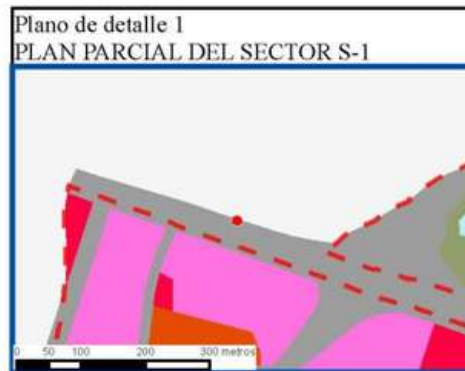 Plano de detalle 1
PLAN PARCIAL DEL SECTOR S-1
0 50 100 200 300 metros